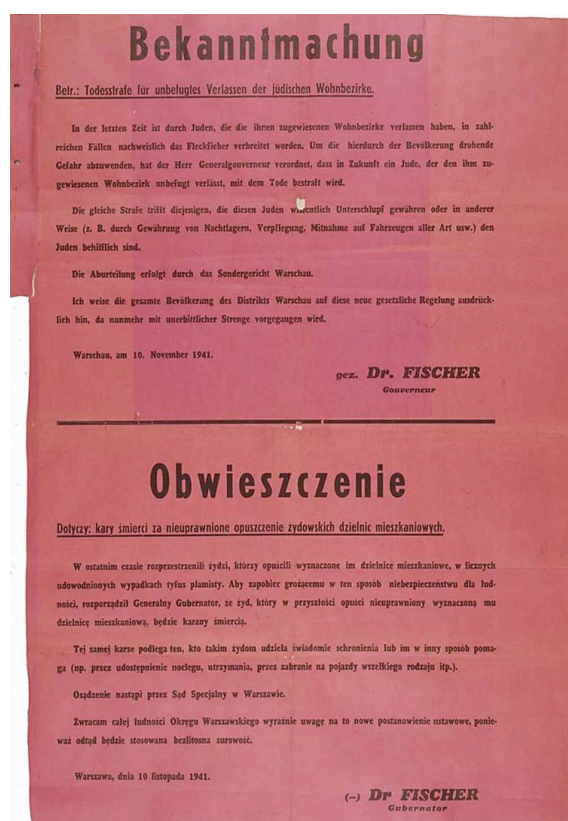 Bekanntmachung
Betr.: Todesstrafe für unbefugtes Verlassen der jüdischen Wohnbezirke.
In der letzten Zeit ist durch Juden, die die ihnen zugewiesenen Wohnbezirke verlassen haben, in zahl-
reichen Fällen nachweislich das Fleckfieber verbreitet worden. Um die hierdurch der Bevölkerung drohende
Gefahr abzuwenden, hat der Herr Generalgouverneur verordnet, dass in Zukunft ein Jude, der den ihm zu-
gewiesenen Wohnbezirk unbefugt verlässt, mit dem Tode bestraft wird.
Die gleiche Strafe trifft diejenigen, die diesen Juden wissentlich Unterschlupf gewähren oder in anderer
Weise (z. B. durch Gewährung von Nachtlagern, Verpflegung, Mitnahme auf Fahrzeugen aller Art usw.) den
Juden behilflich sind.
Die Aburteilung erfolgt durch das Sondergericht Warschau.
Ich weise die gesamte Bevölkerung des Distrikts Warschau auf diese neue gesetzliche Regelung ausdrück-
lich hin, da nunmehr mit unerbittlicher Strenge vorgegangen wird.
Warschau, am 10. November 1941.
gez. Dr. FISCHER
Gouverneur
Obwieszczenie
Dotyczy: kary śmierci za nieuprawnione opuszczenie żydowskich dzielnic mieszkaniowych.
W ostatnim czasie rozprzestrzenili żydzi, którzy opuścili wyznaczone im dzielnice mieszkaniowe, w licznych
udowodnionych wypadkach tyfus plamisty. Aby zapobiec grożącemu w ten sposób niebezpieczeństwu dla lud-
ności, rozporządził Generalny Gubernator, że żyd, który w przyszłości opuści nieuprawniony wyznaczoną mu
dzielnicę mieszkaniową, będzie karany śmiercią.
Tej samej karze podlega ten, kto takim żydom udziela świadomie schronienia lub im w inny sposób poma-
ga (np. przez udostępnienie noclegu, utrzymania, przez zabranie na pojazdy wszelkiego rodzaju itp.).
Osądzenie nastąpi przez Sąd Specjalny w Warszawie.
Zwracam całej ludności Okręgu Warszawskiego wyraźnie uwagę na to nowe postanowienie ustawowe, ponie-
waż odtąd będzie stosowana bezlitosna surowość.
Warszawa, dnia 10 listopada 1941.
(-) Dr FISCHER
Gubernator